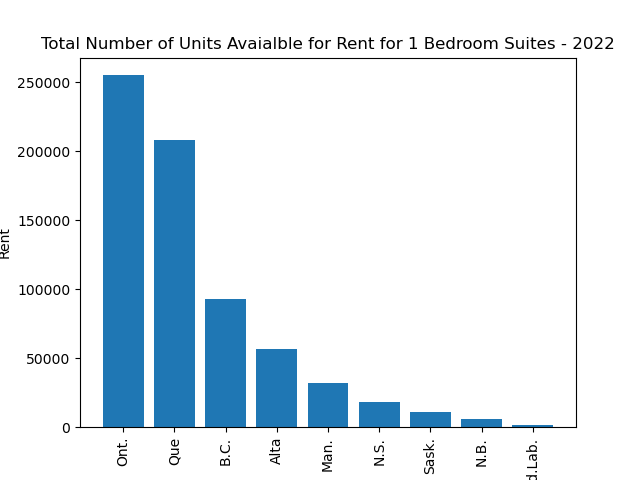 Total Number of Units Avaialble for Rent for 1 Bedroom Suites - 2022
250000
200000
150000
100000
50000
0
Rent
Ont.
Que
B.C.
Alta
Man.
N.S.
Sask.
N.B.
d.Lab.